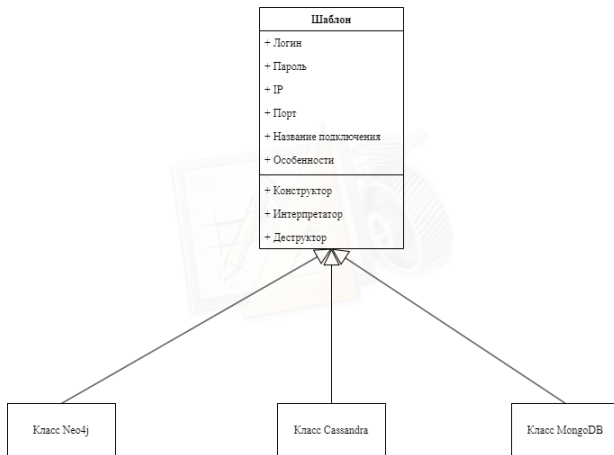 Шаблон
+ Логин
+ Пароль
+ IP
+ Порт
+ Название подключения
+ Особенности
+ Конструктор
+ Интерпретатор
+ Деструктор
Класс Neo4j
Класс Cassandra
Класс MongoDB